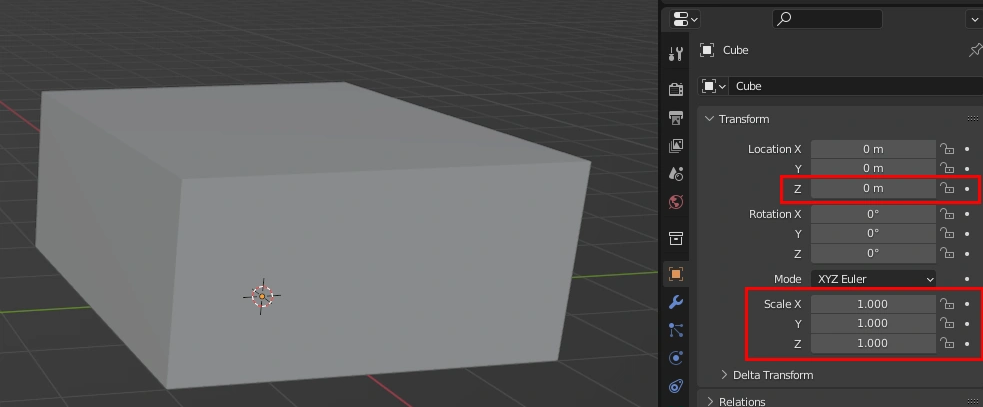 Cube
Cube
Transform
Location X 0 m
Y 0 m
Z 0 m
Rotation X 0°
Y 0°
Z 0°
Mode XYZ Euler
Scale X 1.000
Y 1.000
Z 1.000
Delta Transform
Relations